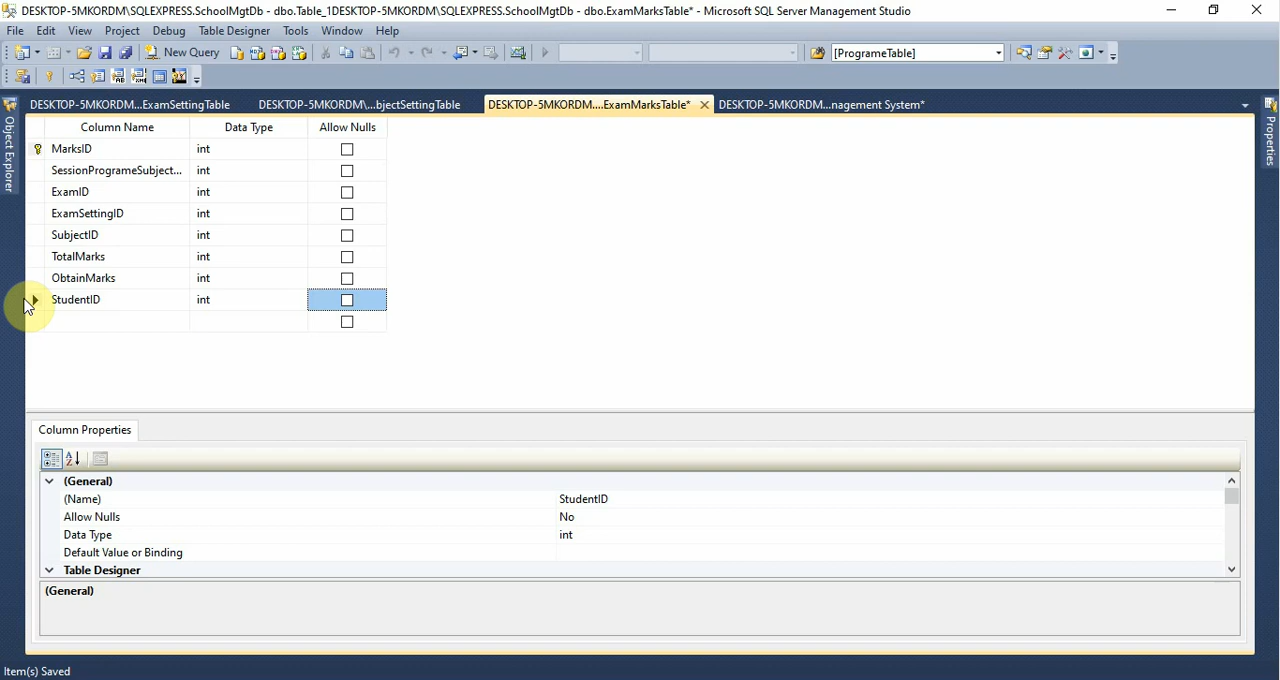 DESKTOP-5MKORDM\SQLEXPRESS.SchoolMgtDb - dbo.Table_1DESKTOP-5MKORDM\SQLEXPRESS.SchoolMgtDb - dbo.ExamMarksTable* - Microsoft SQL Server Management Studio
File Edit View Project Debug Table Designer Tools Window Help
New Query [ProgrameTable]
DESKTOP-5MKORDM...ExamSettingTable DESKTOP-5MKORDM\...bjectSettingTable DESKTOP-5MKORDM....ExamMarksTable* DESKTOP-5MKORDM...nagement System*
Object Explorer
Properties
Column Name Data Type Allow Nulls
MarksID int
SessionProgrameSubject... int
ExamID int
ExamSettingID int
SubjectID int
TotalMarks int
ObtainMarks int
StudentID int
Column Properties
(General)
(Name) StudentID
Allow Nulls No
Data Type int
Default Value or Binding
Table Designer
(General)
Item(s) Saved